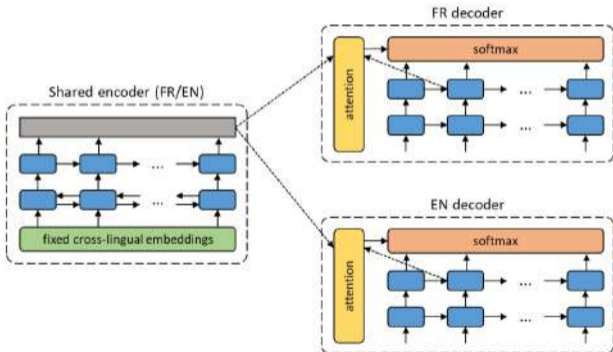 FR decoder
softmax
attention
...
...
Shared encoder (FR/EN)
...
...
fixed cross-lingual embeddings
EN decoder
softmax
attention
...
...